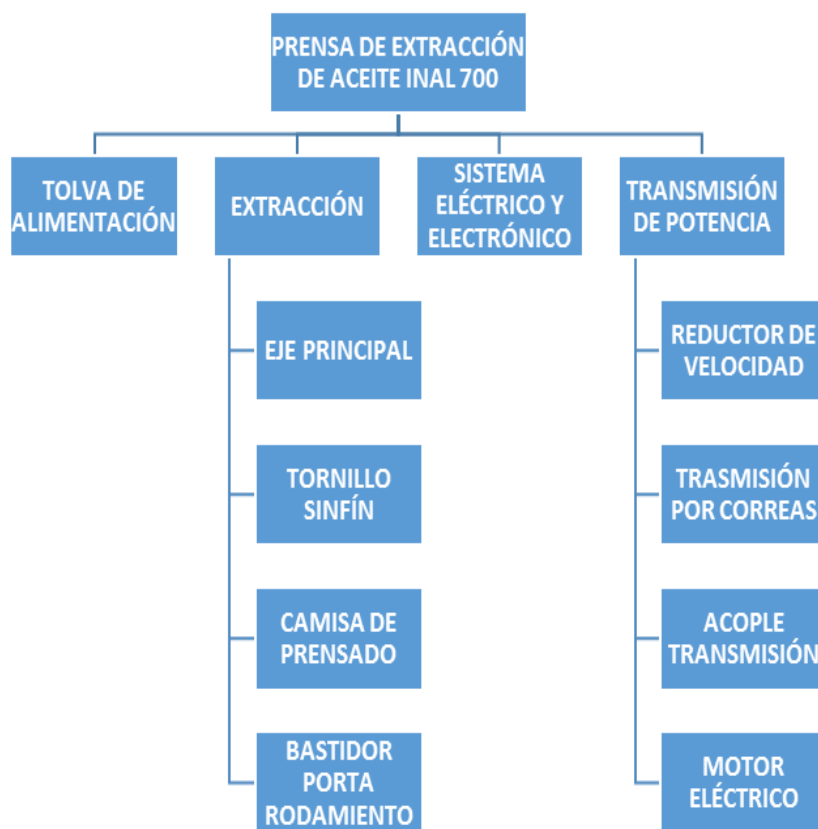 PRENSA DE EXTRACCIÓN
DE ACEITE INAL 700
TOLVA DE
ALIMENTACIÓN
EXTRACCIÓN
SISTEMA
ELÉCTRICO Y
ELECTRÓNICO
TRANSMISIÓN
DE POTENCIA
EJE PRINCIPAL
TORNILLO
SINFÍN
CAMISA DE
PRENSADO
BASTIDOR
PORTA
RODAMIENTO
REDUCTOR DE
VELOCIDAD
TRASMISIÓN
POR CORREAS
ACOPLE
TRANSMISIÓN
MOTOR
ELÉCTRICO